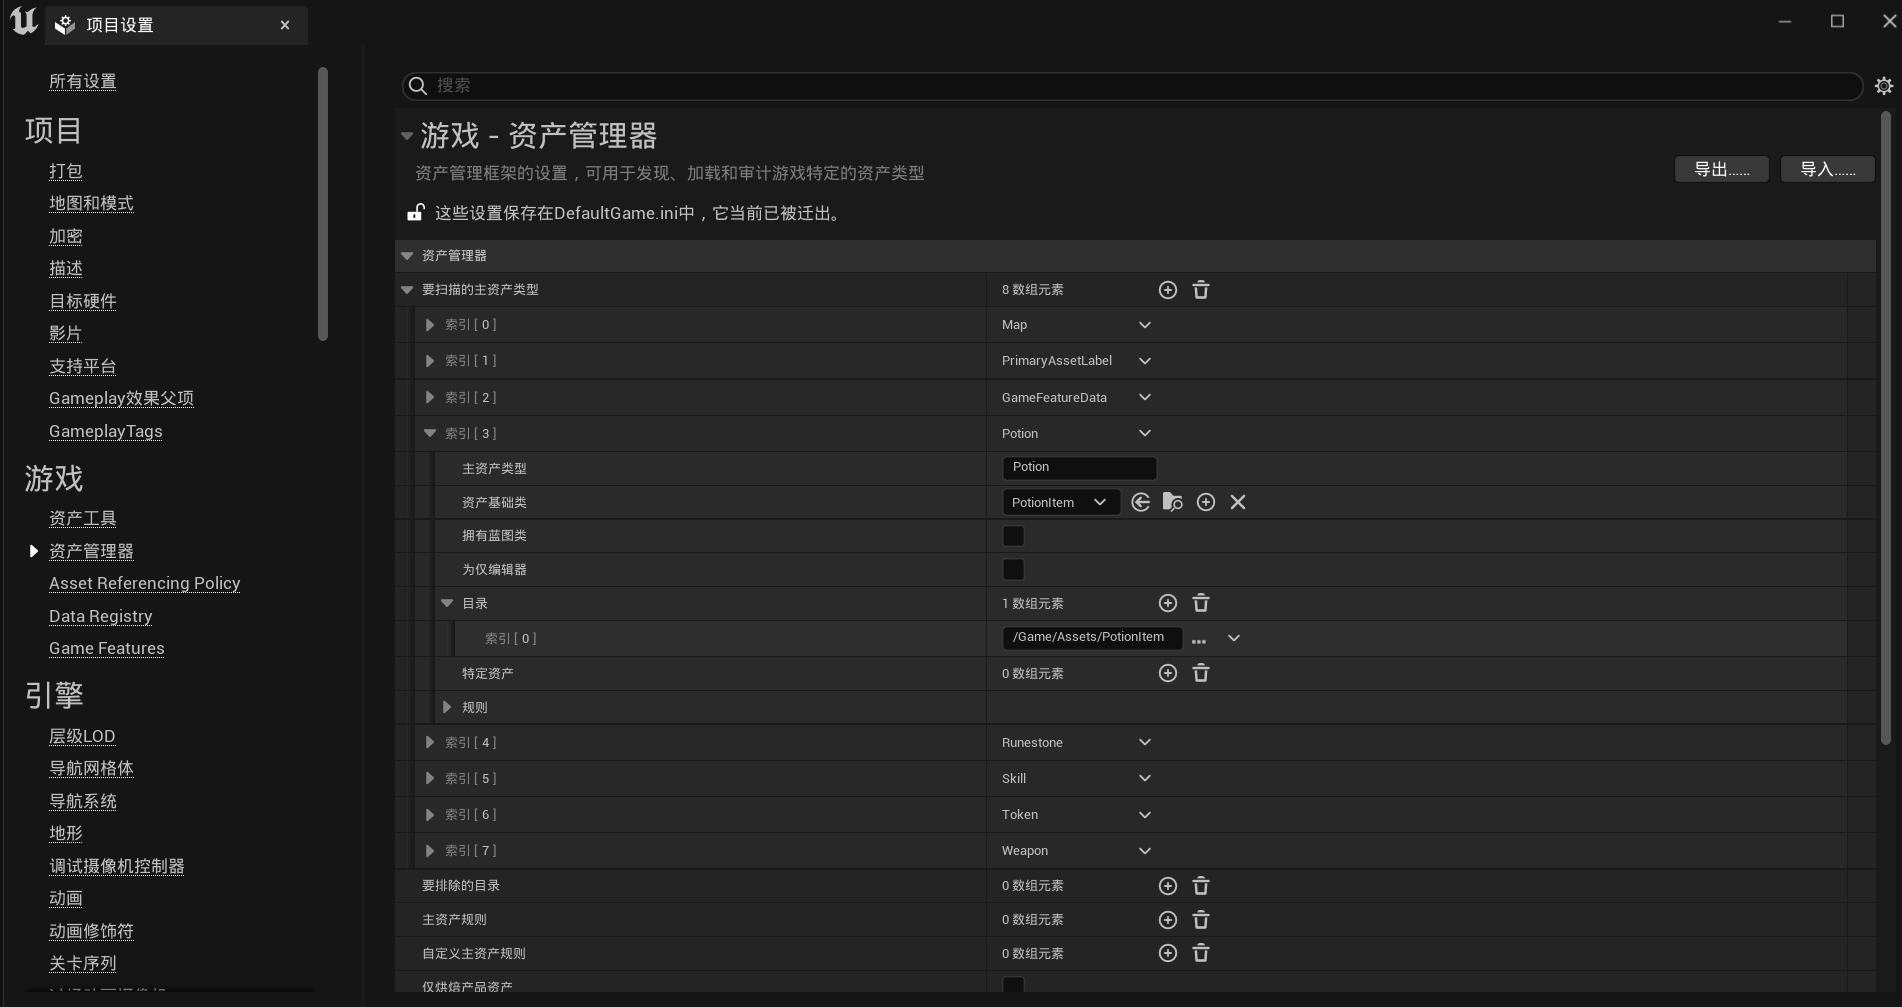 项目设置
所有设置
项目
打包
地图和模式
加密
描述
目标硬件
影片
支持平台
Gameplay效果父项
GameplayTags
游戏
资产工具
资产管理器
Asset Referencing Policy
Data Registry
Game Features
引擎
层级LOD
导航网格体
导航系统
地形
调试摄像机控制器
动画
动画修饰符
关卡序列
搜索
游戏 - 资产管理器
资产管理框架的设置，可用于发现、加载和审计游戏特定的资产类型
导出...... 导入......
这些设置保存在DefaultGame.ini中，它当前已被迁出。
资产管理器
要扫描的主资产类型 8 数组元素
索引 [ 0 ] Map
索引 [ 1 ] PrimaryAssetLabel
索引 [ 2 ] GameFeatureData
索引 [ 3 ] Potion
主资产类型 Potion
资产基础类 PotionItem
拥有蓝图类
为仅编辑器
目录 1 数组元素
索引 [ 0 ] /Game/Assets/PotionItem ...
特定资产 0 数组元素
规则
索引 [ 4 ] Runestone
索引 [ 5 ] Skill
索引 [ 6 ] Token
索引 [ 7 ] Weapon
要排除的目录 0 数组元素
主资产规则 0 数组元素
自定义主资产规则 0 数组元素
仅烘焙产品资产